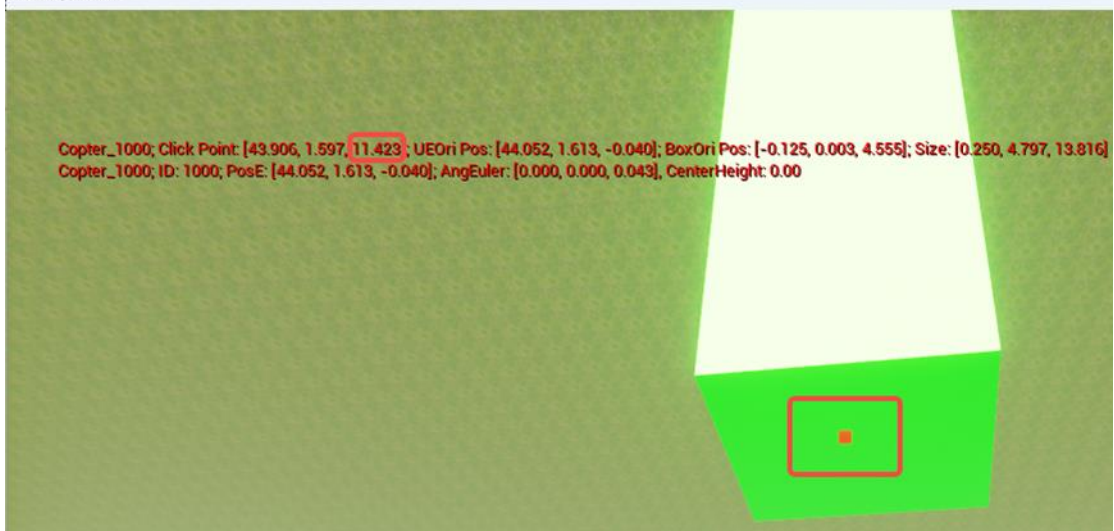 Copter_1000; Click Point: [43.906, 1.597, 11.423]; UEOri Pos: [44.052, 1.613, -0.040]; BoxOri Pos: [-0.125, 0.003, 4.555]; Size: [0.250, 4.797, 13.816]
Copter_1000; ID: 1000; PosE: [44.052, 1.613, -0.040]; AngEuler: [0.000, 0.000, 0.043], CenterHeight: 0.00